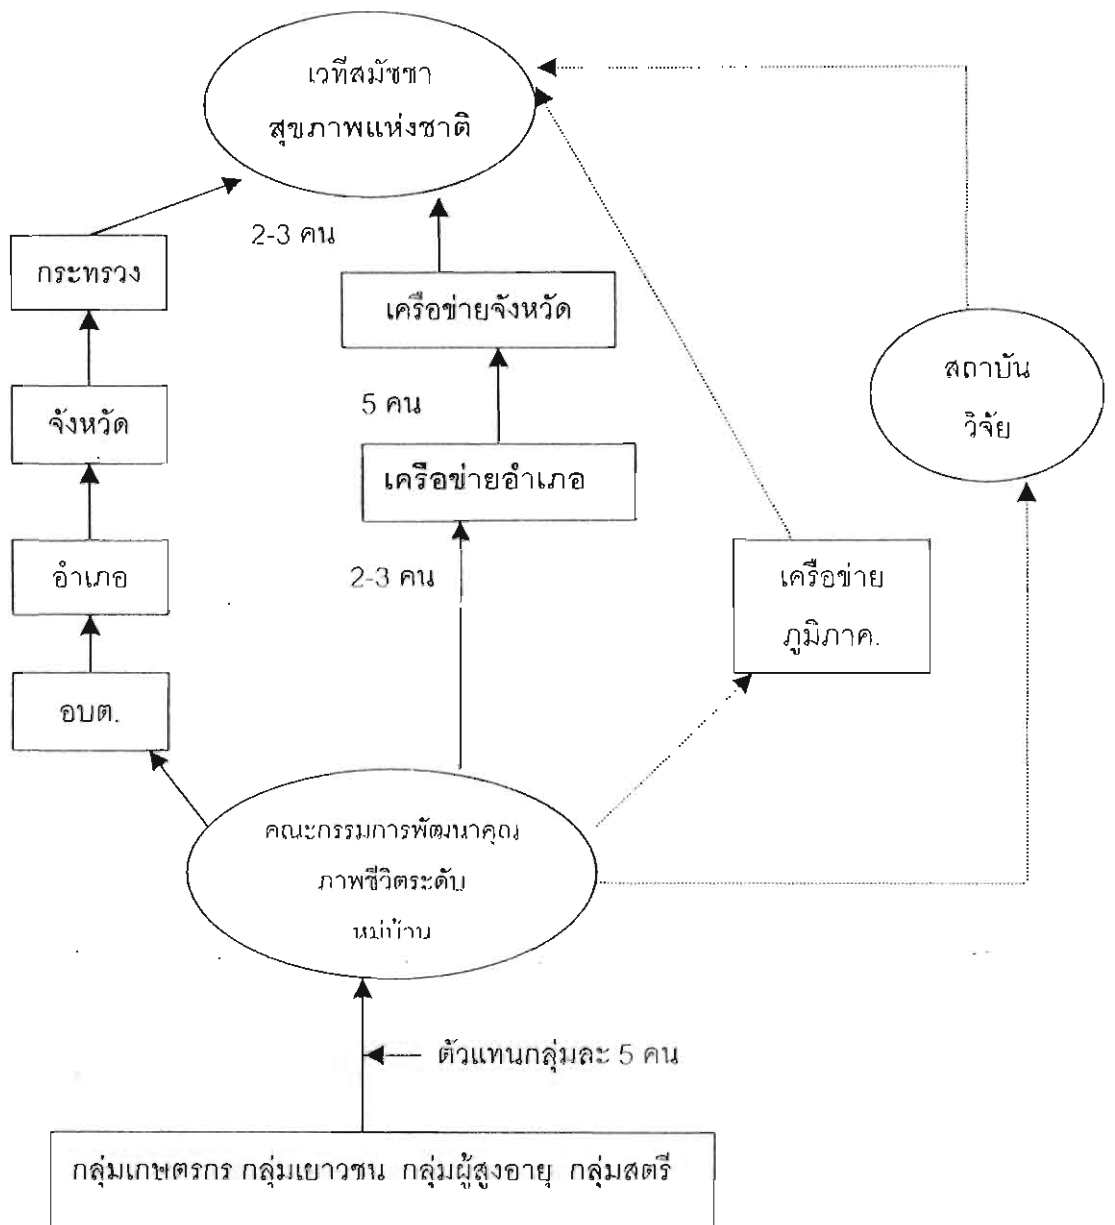 เวทีสมัชชา
สุขภาพแห่งชาติ
2-3 คน
กระทรวง
เครือข่ายจังหวัด
สถาบัน
วิจัย
จังหวัด
5 คน
เครือข่ายอำเภอ
อำเภอ
2-3 คน
เครือข่าย
ภูมิภาค.
อบต.
คณะกรรมการพัฒนาคุณ
ภาพชีวิตระดับ
หมู่บ้าน
ตัวแทนกลุ่มละ 5 คน
กลุ่มเกษตรกร กลุ่มเยาวชน กลุ่มผู้สูงอายุ กลุ่มสตรี